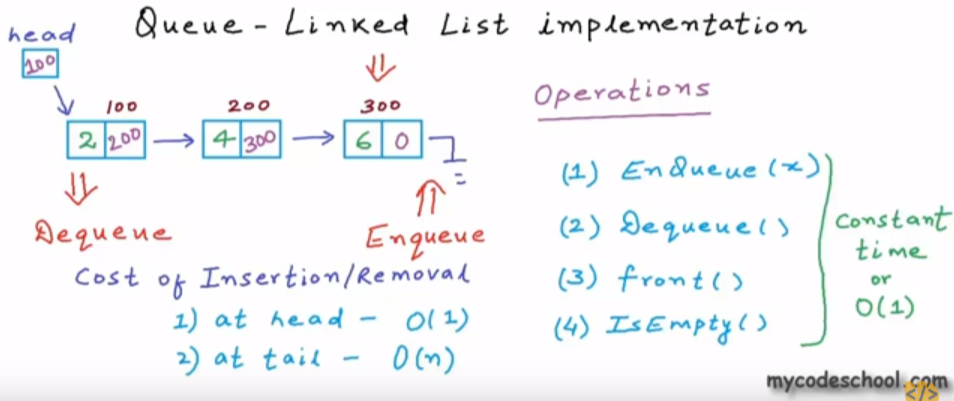 Queue - Linked List implementation
head
100
100 200 300
2 200 4 300 6 0
Dequeue Enqueue
Cost of Insertion/Removal
1) at head - O(1)
2) at tail - O(n)
Operations
(1) EnQueue(x)
(2) Dequeue()
(3) front()
(4) IsEmpty()
Constant
time
or
O(1)
mycodeschool.com
</>